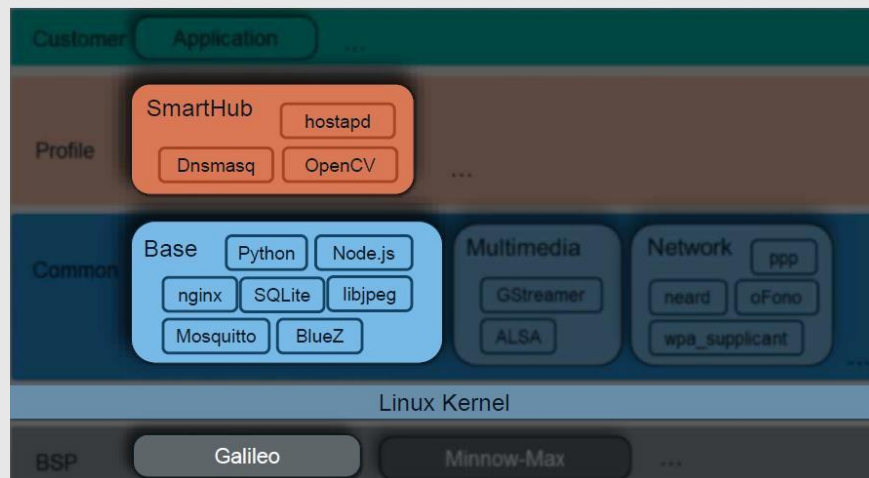 Customer Application ...
SmartHub
hostapd
Profile
Dnsmasq OpenCV ...
Base Python Node.js
Multimedia
Network ppp
Common
nginx SQLite libjpeg
GStreamer
neard oFono
Mosquitto BlueZ
ALSA
wpa_supplicant
...
Linux Kernel
BSP Galileo Minnow-Max ...